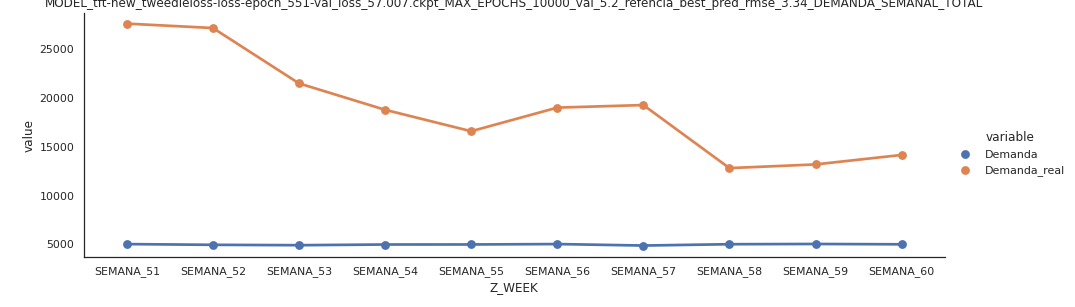 MODEL_tft-new_tweedieloss-loss-epoch_551-val_loss_57.007.ckpt_MAX_EPOCHS_10000_val_5.2_refencia_best_pred_rmse_3.34_DEMANDA_SEMANAL_TOTAL
25000
20000
15000
10000
5000
value
SEMANA_51 SEMANA_52 SEMANA_53 SEMANA_54 SEMANA_55 SEMANA_56 SEMANA_57 SEMANA_58 SEMANA_59 SEMANA_60
Z_WEEK
variable
Demanda
Demanda_real